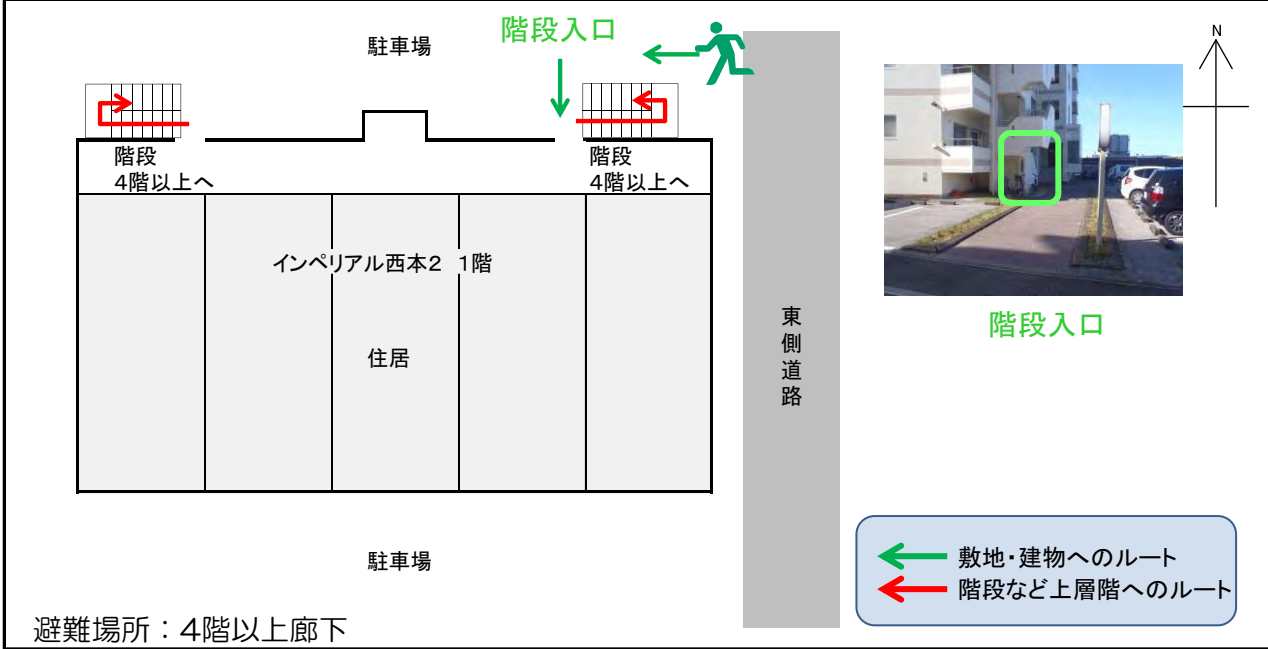 駐車場
階段入口
N
階段
4階以上へ
階段
4階以上へ
インペリアル西本2 1階
住居
東側道路
階段入口
駐車場
敷地・建物へのルート
階段など上層階へのルート
避難場所:4階以上廊下